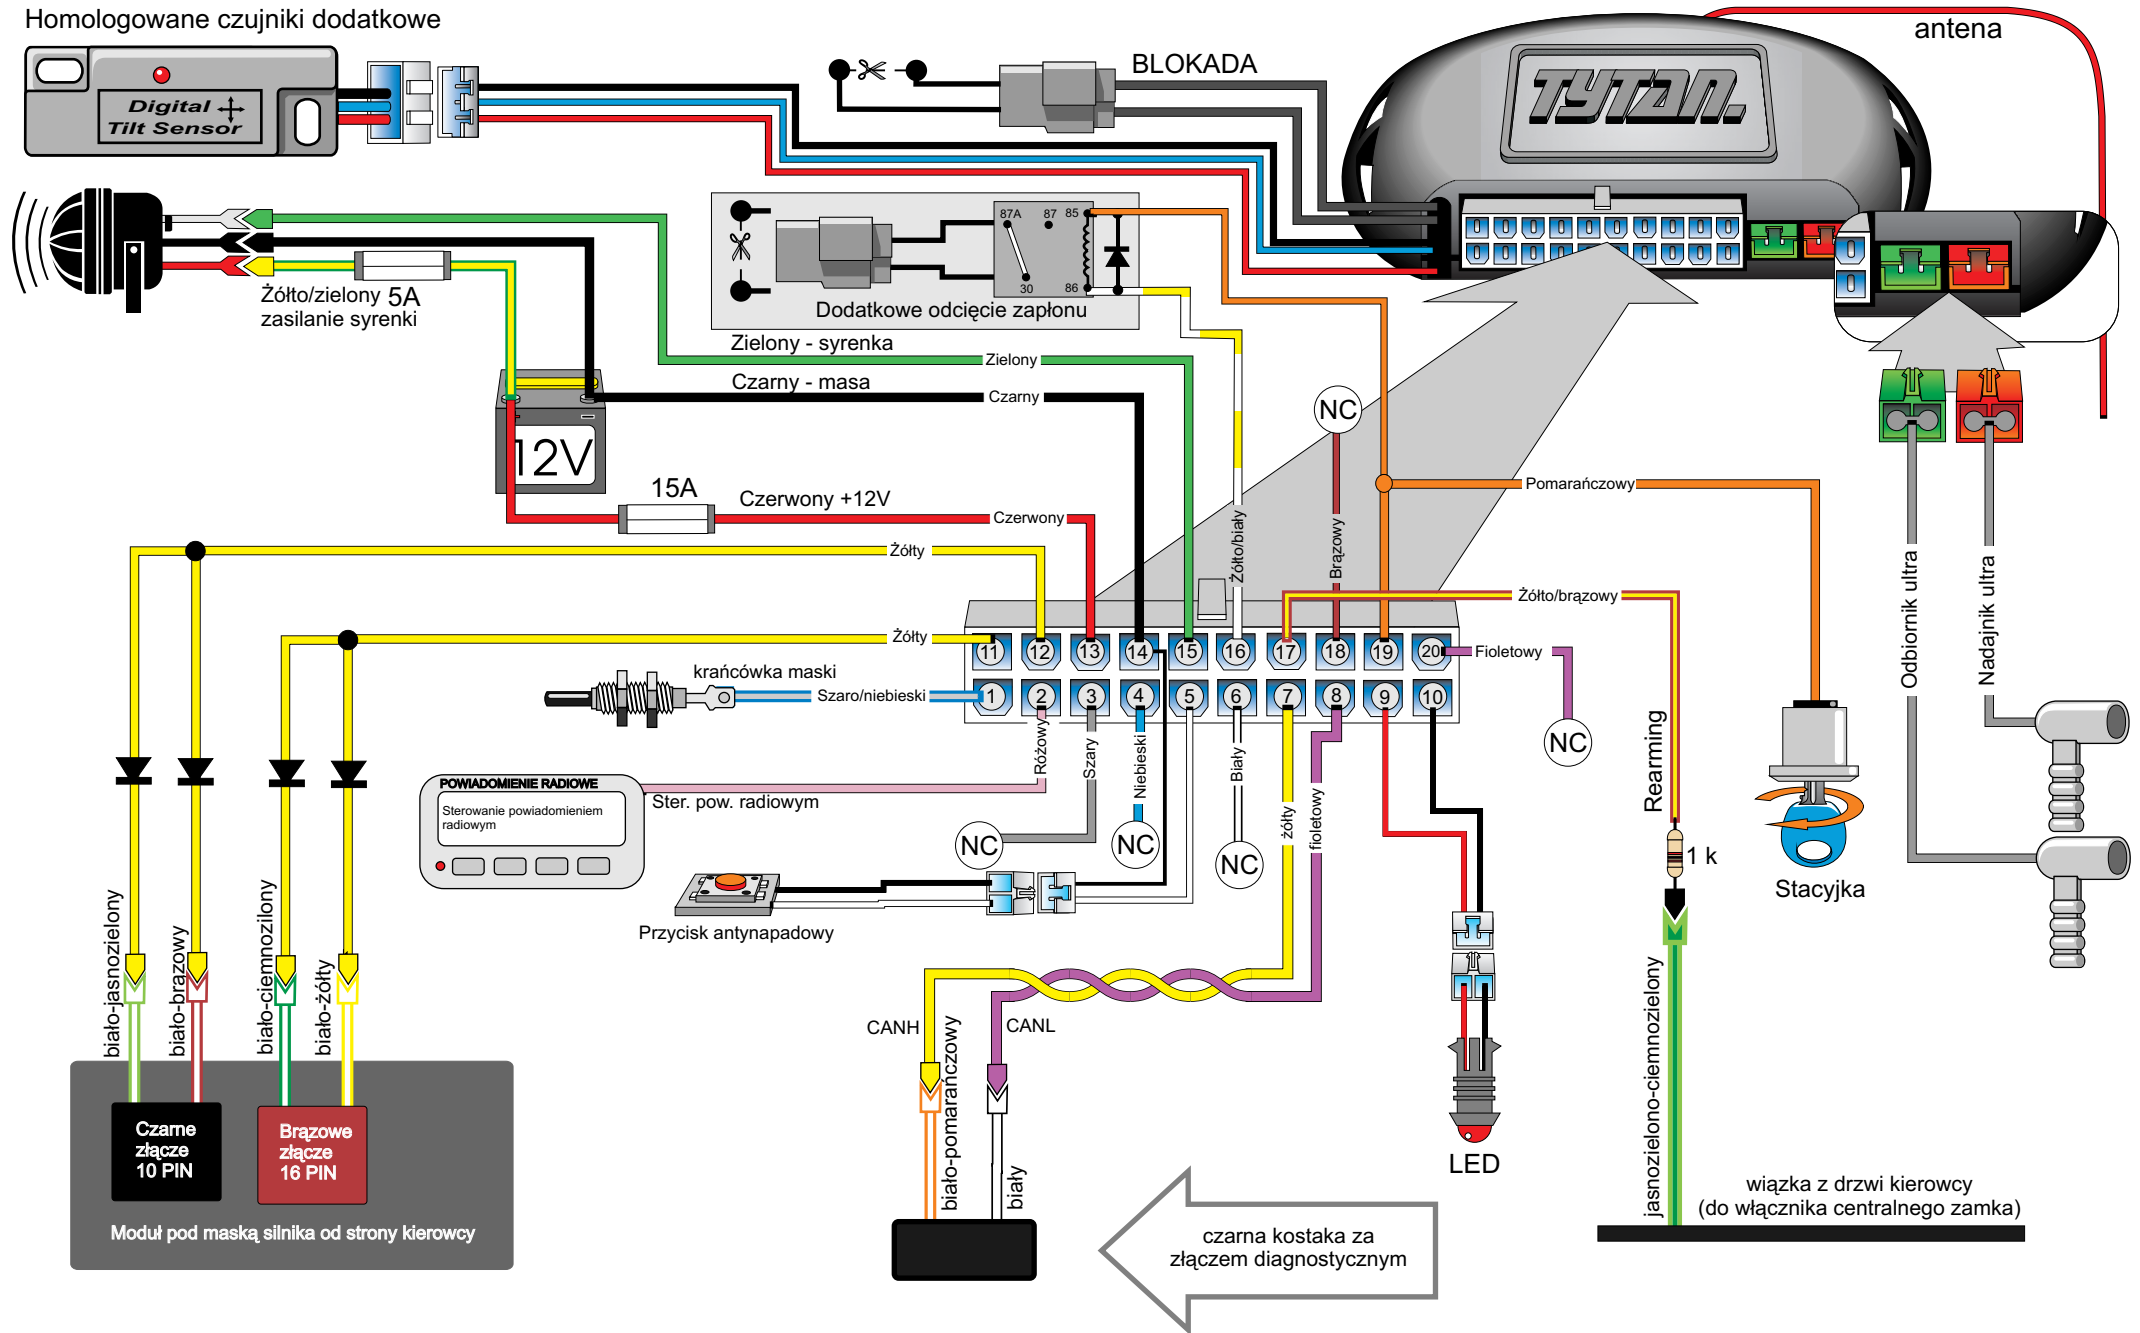 Homologowane czujniki dodatkowe
Digital
Tilt Sensor
BLOKADA
TYTAN.
antena
87A 87 85
30 86
Dodatkowe odcięcie zapłonu
Żółto/zielony 5A
zasilanie syrenki
Zielony - syrenka
Zielony
Czarny - masa
Czarny
12V
15A
Czerwony +12V
Czerwony
NC
Pomarańczowy
Żółto/biały
Brązowy
Odbiornik ultra
Nadajnik ultra
Żółty
Żółto/brązowy
Żółty
11 12 13 14 15 16 17 18 19 20
Fioletowy
NC
krańcówka maski
Szaro/niebieski
1 2 3 4 5 6 7 8 9 10
Różowy
Szary
Niebieski
Biały
żółty
fioletowy
Rearming
1 k
Stacyjka
POWIADOMIENIE RADIOWE
Sterowanie powiadomieniem
radiowym
Ster. pow. radiowym
NC
NC
NC
Przycisk antynapadowy
biało-jasnozielony
biało-brązowy
biało-ciemnozilony
biało-żółty
CANH
CANL
biało-pomarańczowy
biały
LED
jasnozielono-ciemnozielony
Czarne
złącze
10 PIN
Brązowe
złącze
16 PIN
Moduł pod maską silnika od strony kierowcy
czarna kostaka za
złączem diagnostycznym
wiązka z drzwi kierowcy
(do włącznika centralnego zamka)